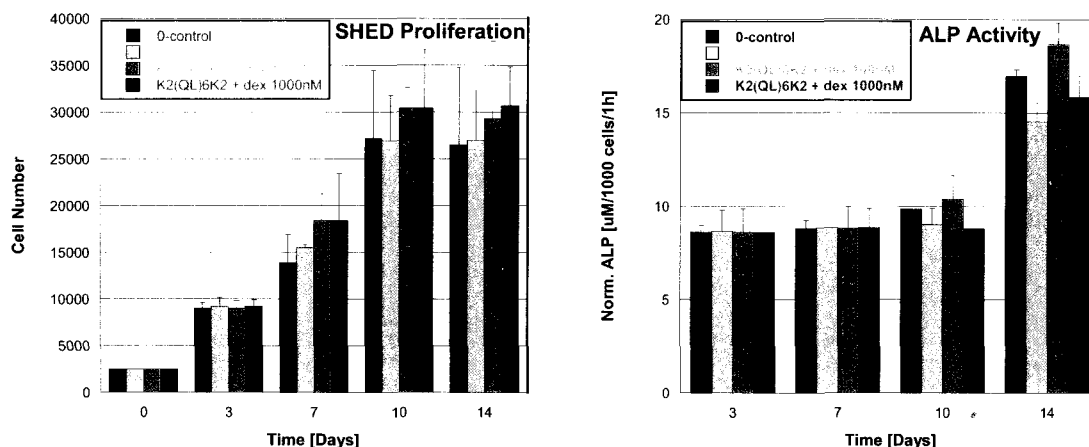 SHED Proliferation
0-control
K2(QL)6K2 + dex 1000nM
Cell Number
40000
35000
30000
25000
20000
15000
10000
5000
0
0 3 7 10 14
Time [Days]
ALP Activity
0-control
K2(QL)6K2 + dex 1000nM
Norm. ALP [uM/1000 cells/1h]
20
15
10
5
0
3 7 10 14
Time [Days]